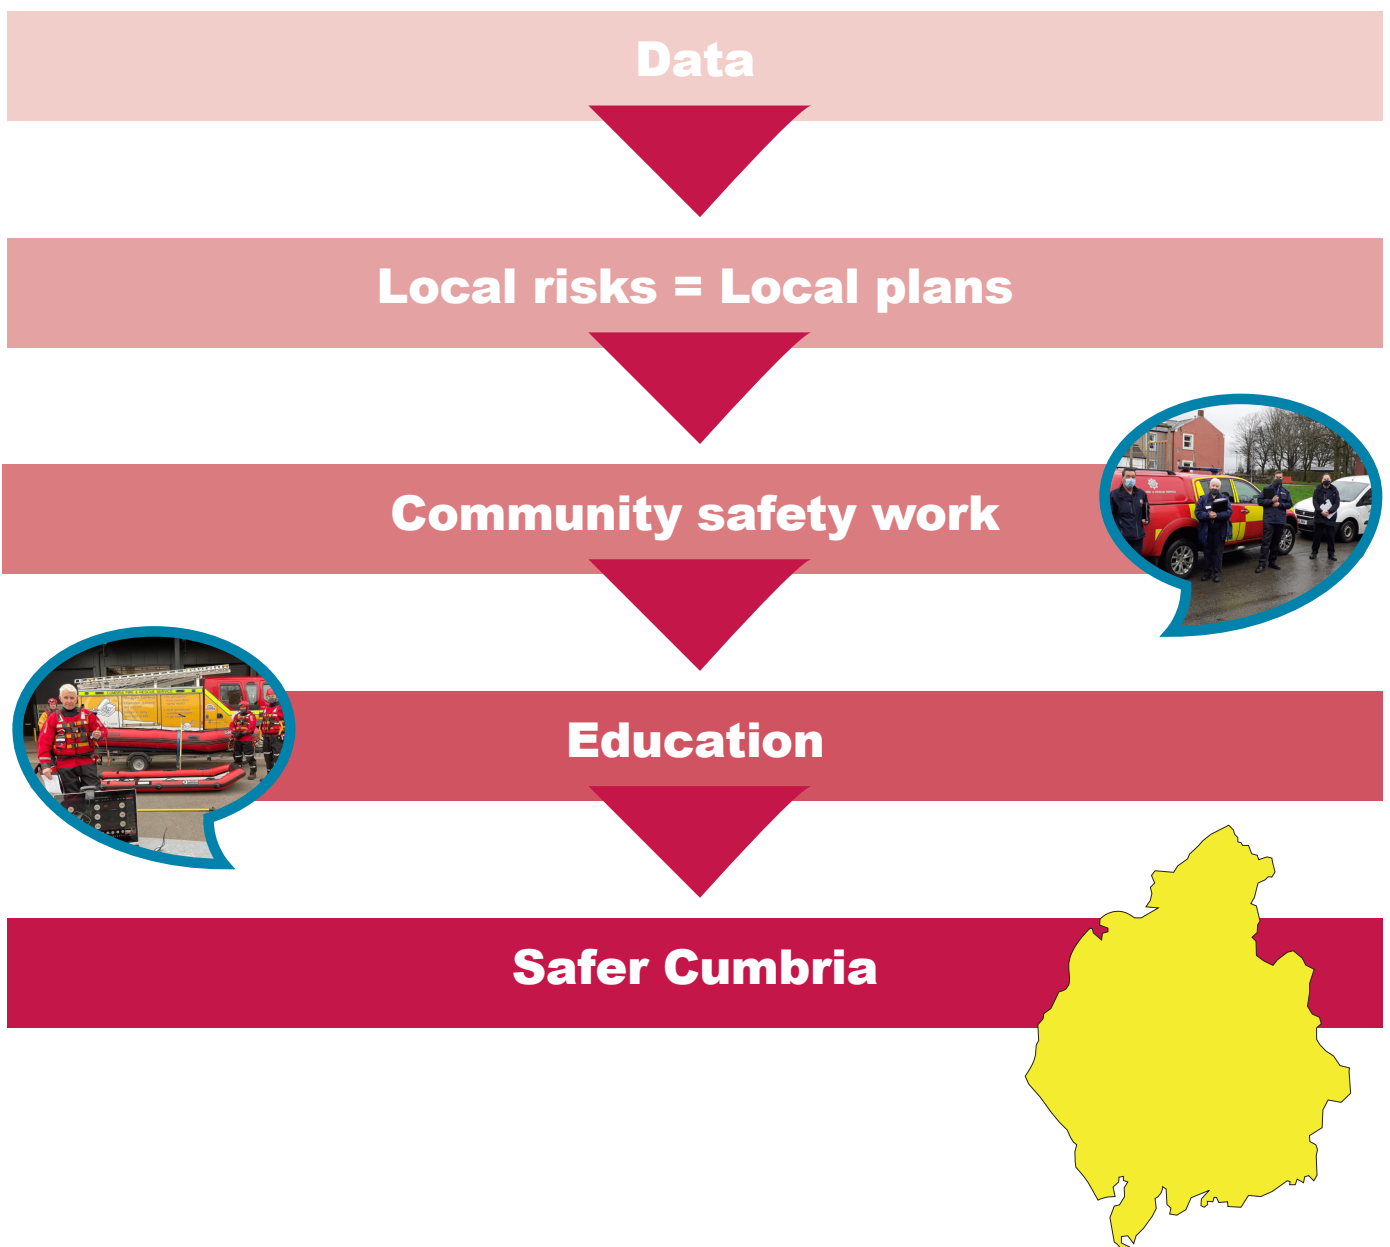 Data
Local risks = Local plans
Community safety work
Education
Safer Cumbria